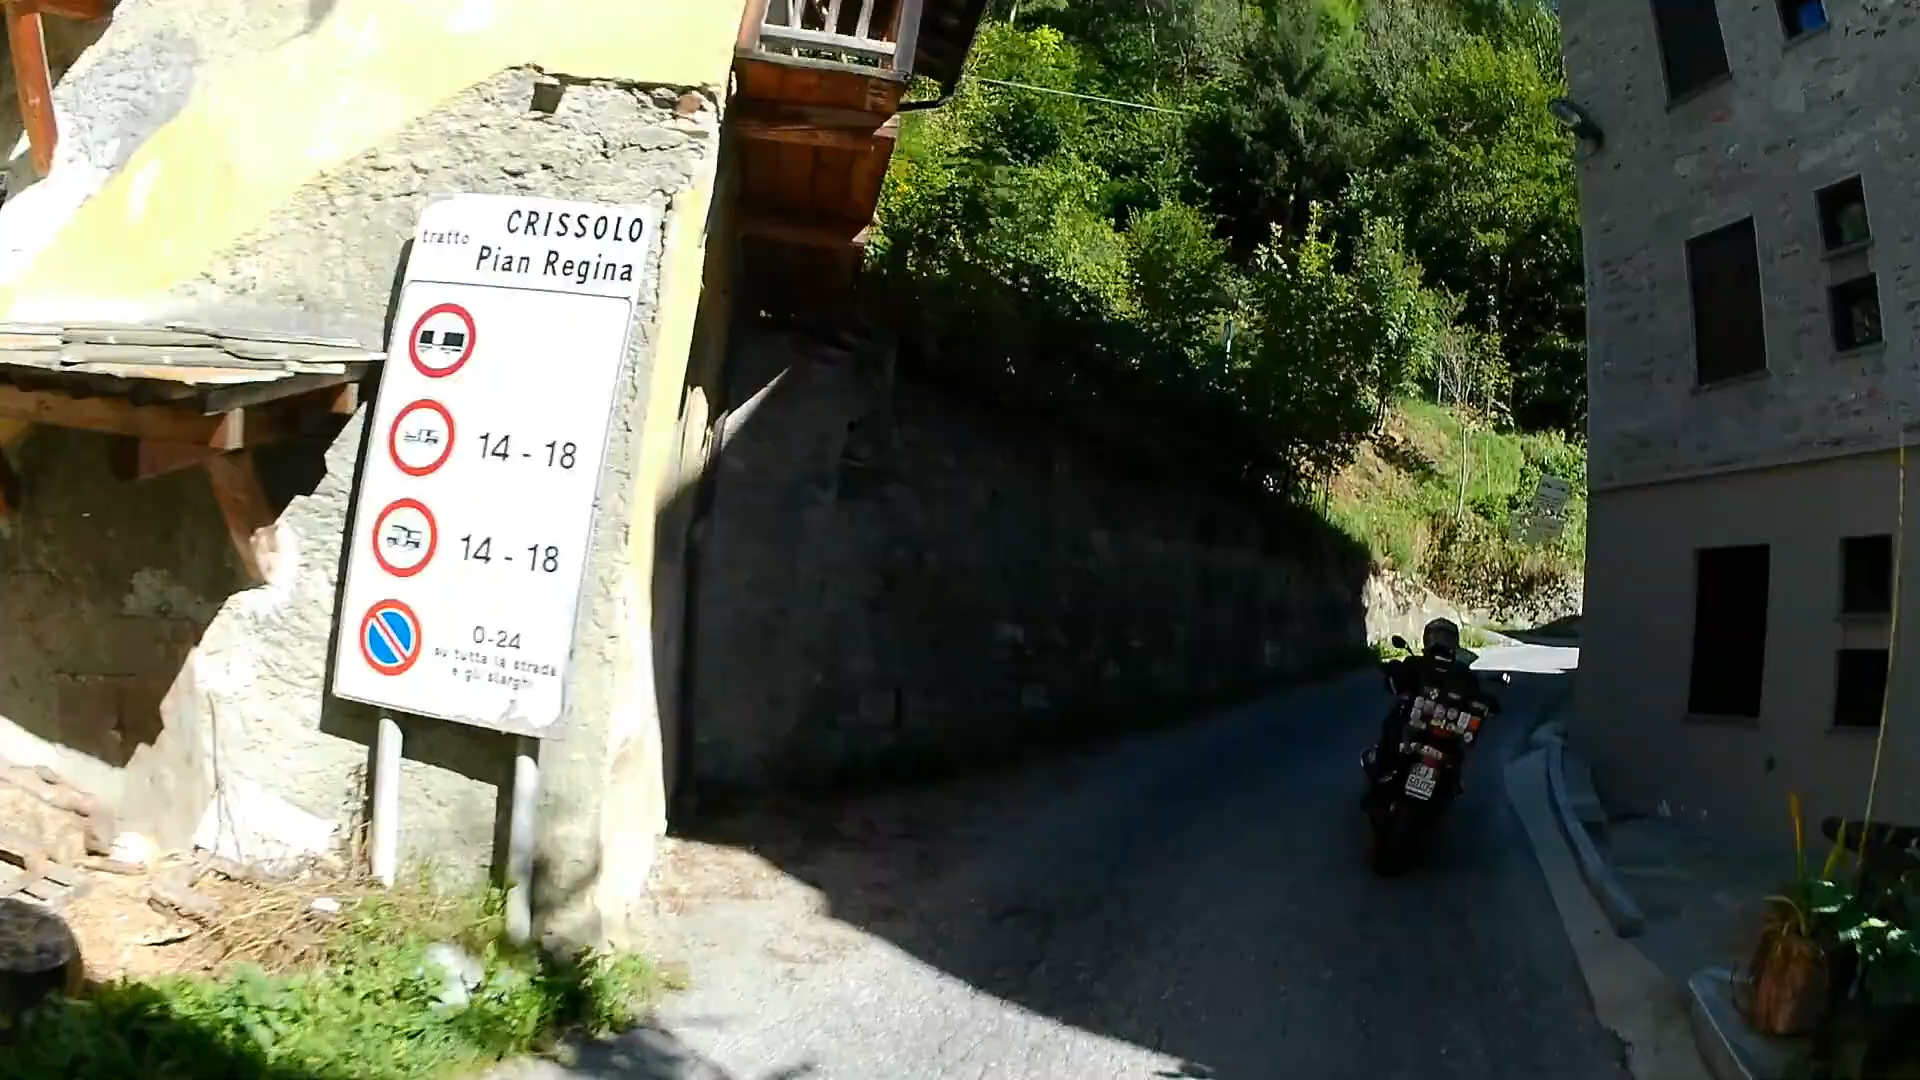 CRISSOLO
tratto Pian Regina
14 - 18
14 - 18
0-24
su tutta la strada
e gli slarghi